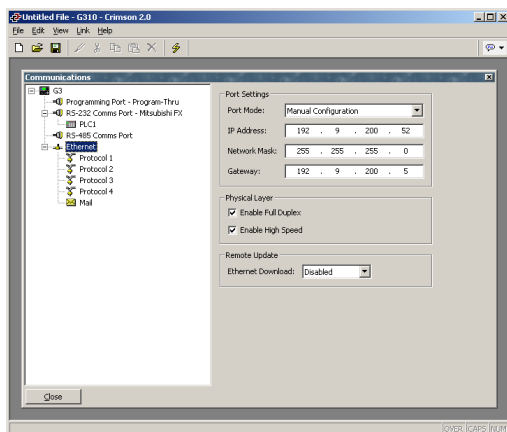 Untitled File - G310 - Crimson 2.0
File Edit View Link Help
Communications
G3
Programming Port - Program-Thru
RS-232 Comms Port - Mitsubishi FX
PLC1
RS-485 Comms Port
Ethernet
Protocol 1
Protocol 2
Protocol 3
Protocol 4
Mail
Port Settings
Port Mode: Manual Configuration
IP Address: 192 . 9 . 200 . 52
Network Mask: 255 . 255 . 255 . 0
Gateway: 192 . 9 . 200 . 5
Physical Layer
Enable Full Duplex
Enable High Speed
Remote Update
Ethernet Download: Disabled
Close
OVER CAPS NUM